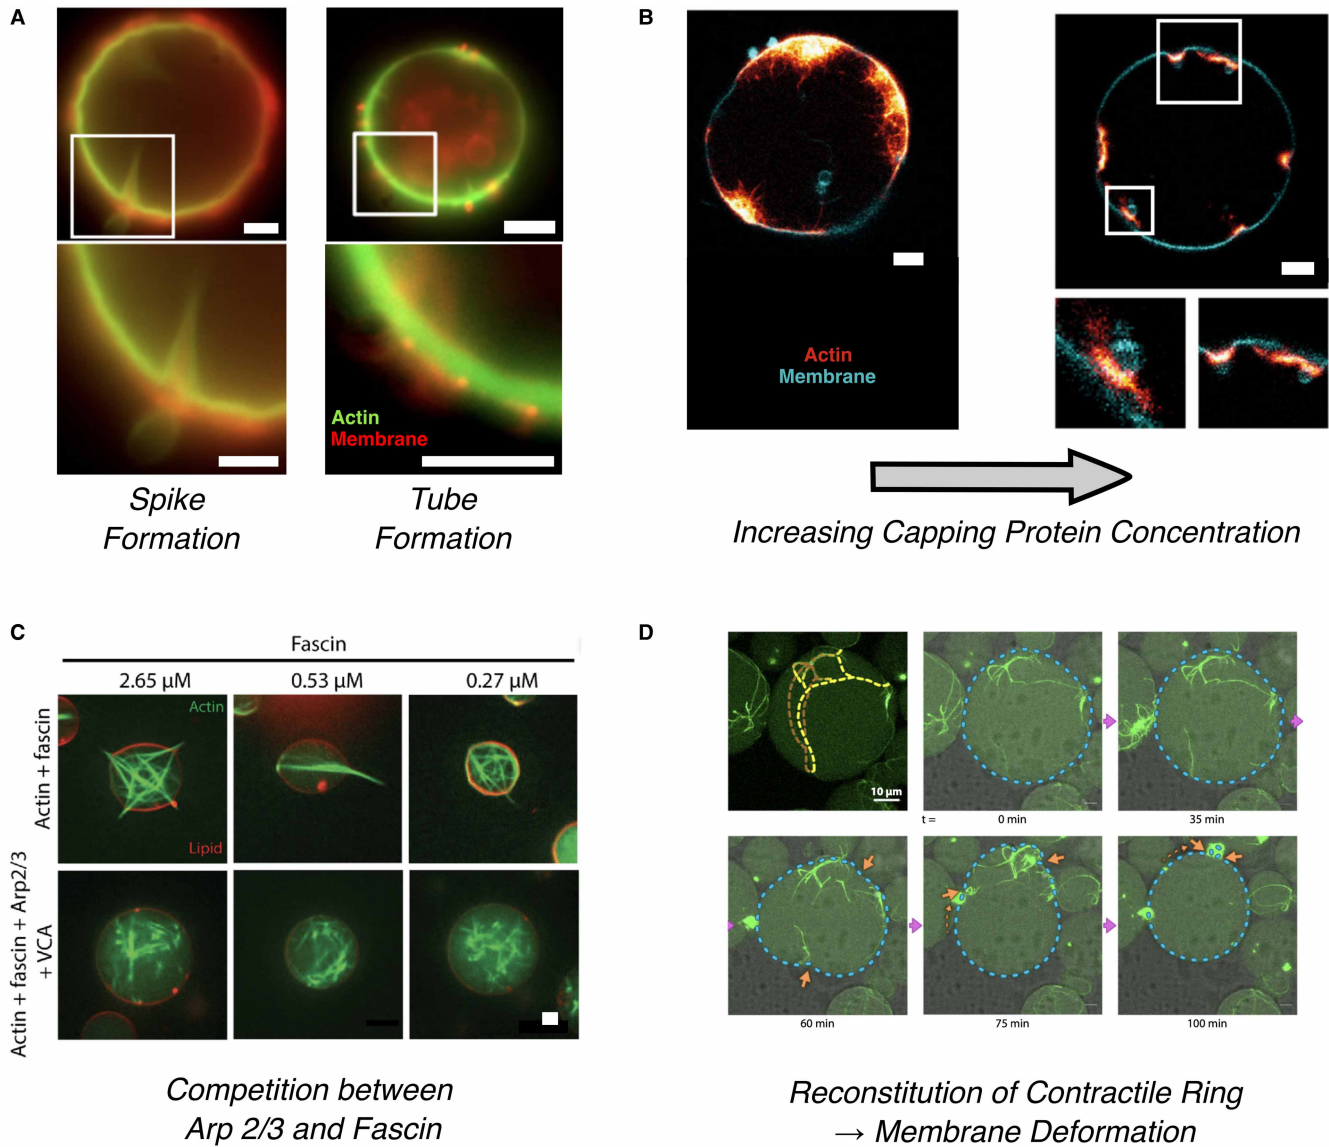 A
Actin
Membrane
Spike
Formation
Tube
Formation
B
Actin
Membrane
Increasing Capping Protein Concentration
C
Fascin
2.65 µM
0.53 µM
0.27 µM
Actin + fascin
Actin
Lipid
Actin + fascin + Arp2/3
+ VCA
Competition between
Arp 2/3 and Fascin
D
10 µm
t =
0 min
35 min
60 min
75 min
100 min
Reconstitution of Contractile Ring
→ Membrane Deformation